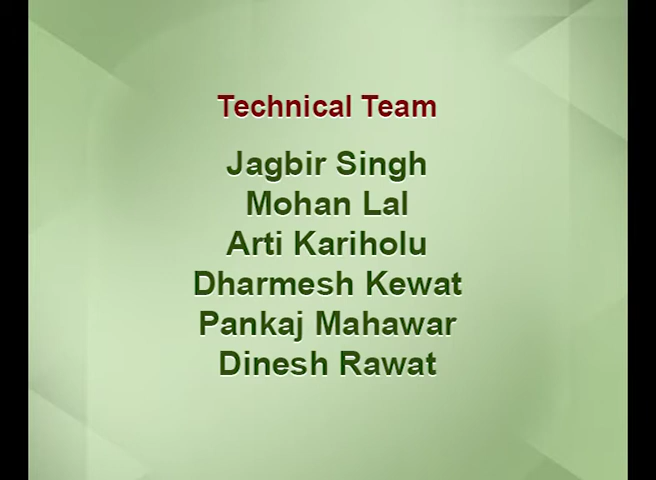 Technical Team
Jagbir Singh
Mohan Lal
Arti Kariholu
Dharmesh Kewat
Pankaj Mahawar
Dinesh Rawat